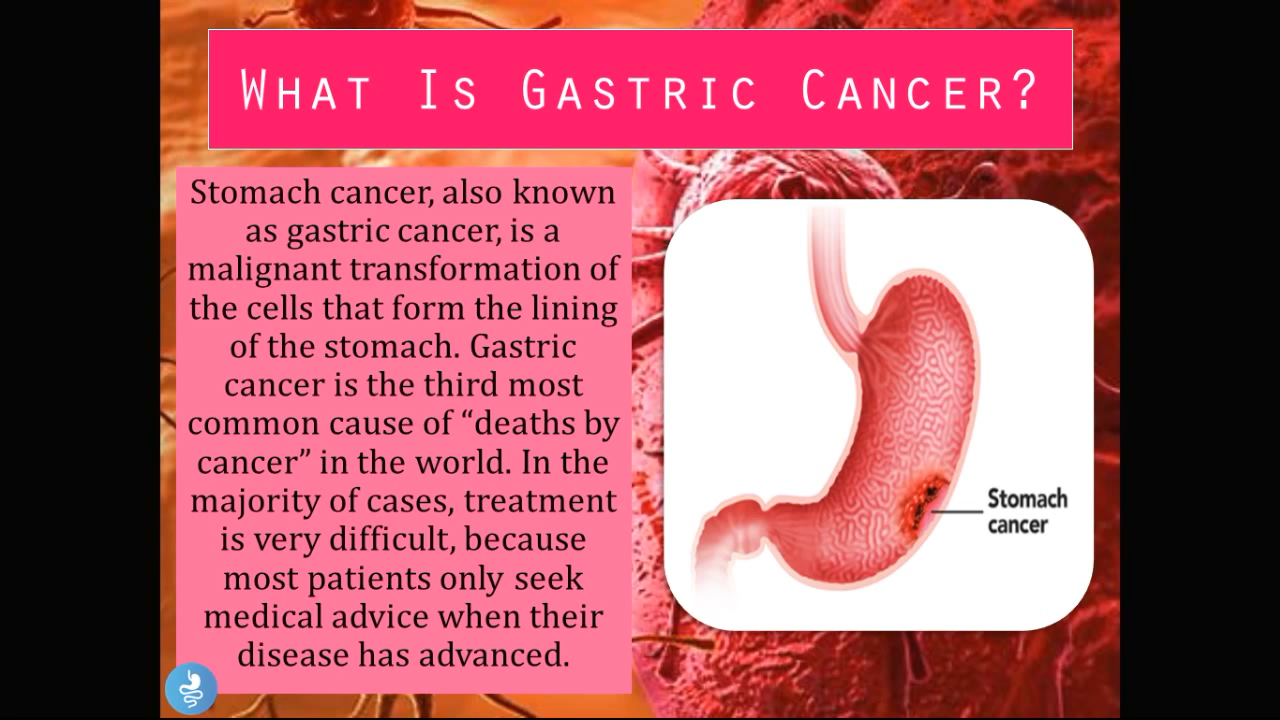 What Is Gastric Cancer?
Stomach cancer, also known
as gastric cancer, is a
malignant transformation of
the cells that form the lining
of the stomach. Gastric
cancer is the third most
common cause of “deaths by
cancer” in the world. In the
majority of cases, treatment
is very difficult, because
most patients only seek
medical advice when their
disease has advanced.
Stomach
cancer